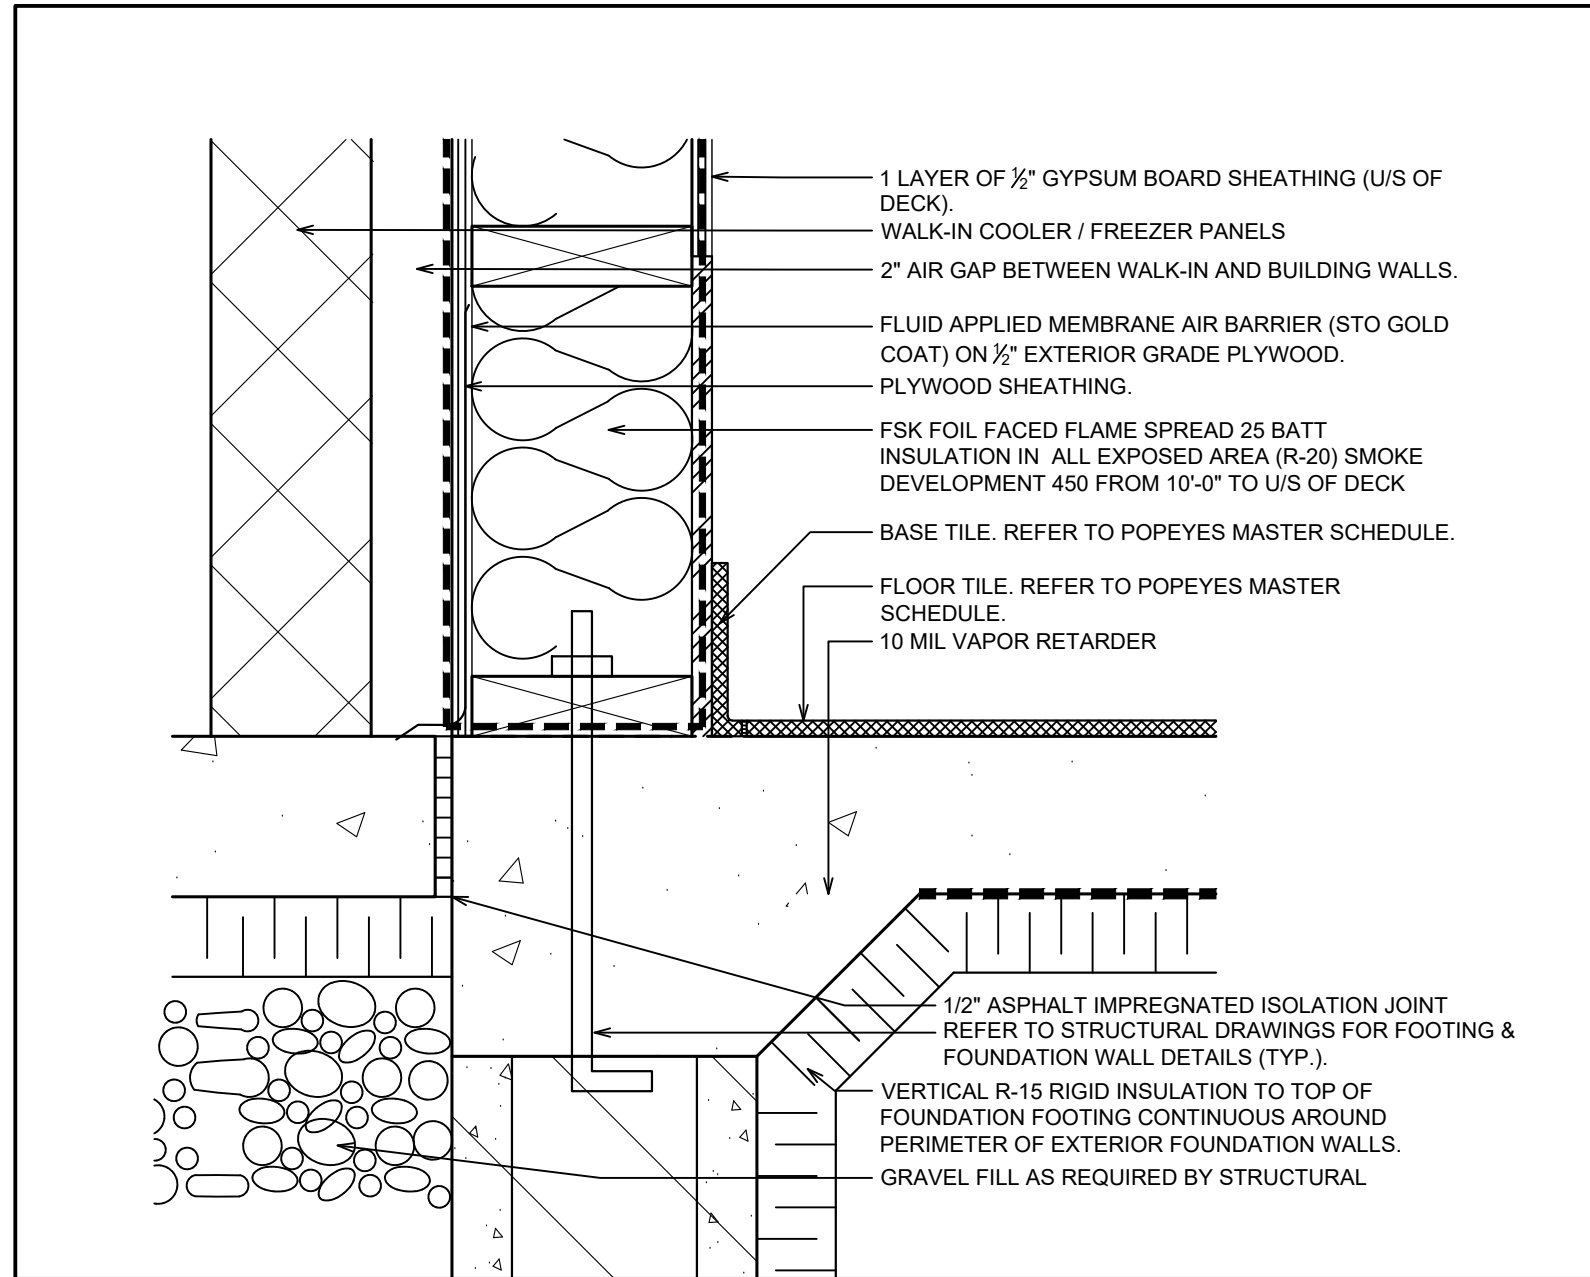 1 LAYER OF ½" GYPSUM BOARD SHEATHING (U/S OF
DECK).
WALK-IN COOLER / FREEZER PANELS
2" AIR GAP BETWEEN WALK-IN AND BUILDING WALLS.
FLUID APPLIED MEMBRANE AIR BARRIER (STO GOLD
COAT) ON ½" EXTERIOR GRADE PLYWOOD.
PLYWOOD SHEATHING.
FSK FOIL FACED FLAME SPREAD 25 BATT
INSULATION IN  ALL EXPOSED AREA (R-20) SMOKE
DEVELOPMENT 450 FROM 10'-0" TO U/S OF DECK
BASE TILE. REFER TO POPEYES MASTER SCHEDULE.
FLOOR TILE. REFER TO POPEYES MASTER
SCHEDULE.
10 MIL VAPOR RETARDER
1/2" ASPHALT IMPREGNATED ISOLATION JOINT
REFER TO STRUCTURAL DRAWINGS FOR FOOTING &
FOUNDATION WALL DETAILS (TYP.).
VERTICAL R-15 RIGID INSULATION TO TOP OF
FOUNDATION FOOTING CONTINUOUS AROUND
PERIMETER OF EXTERIOR FOUNDATION WALLS.
GRAVEL FILL AS REQUIRED BY STRUCTURAL